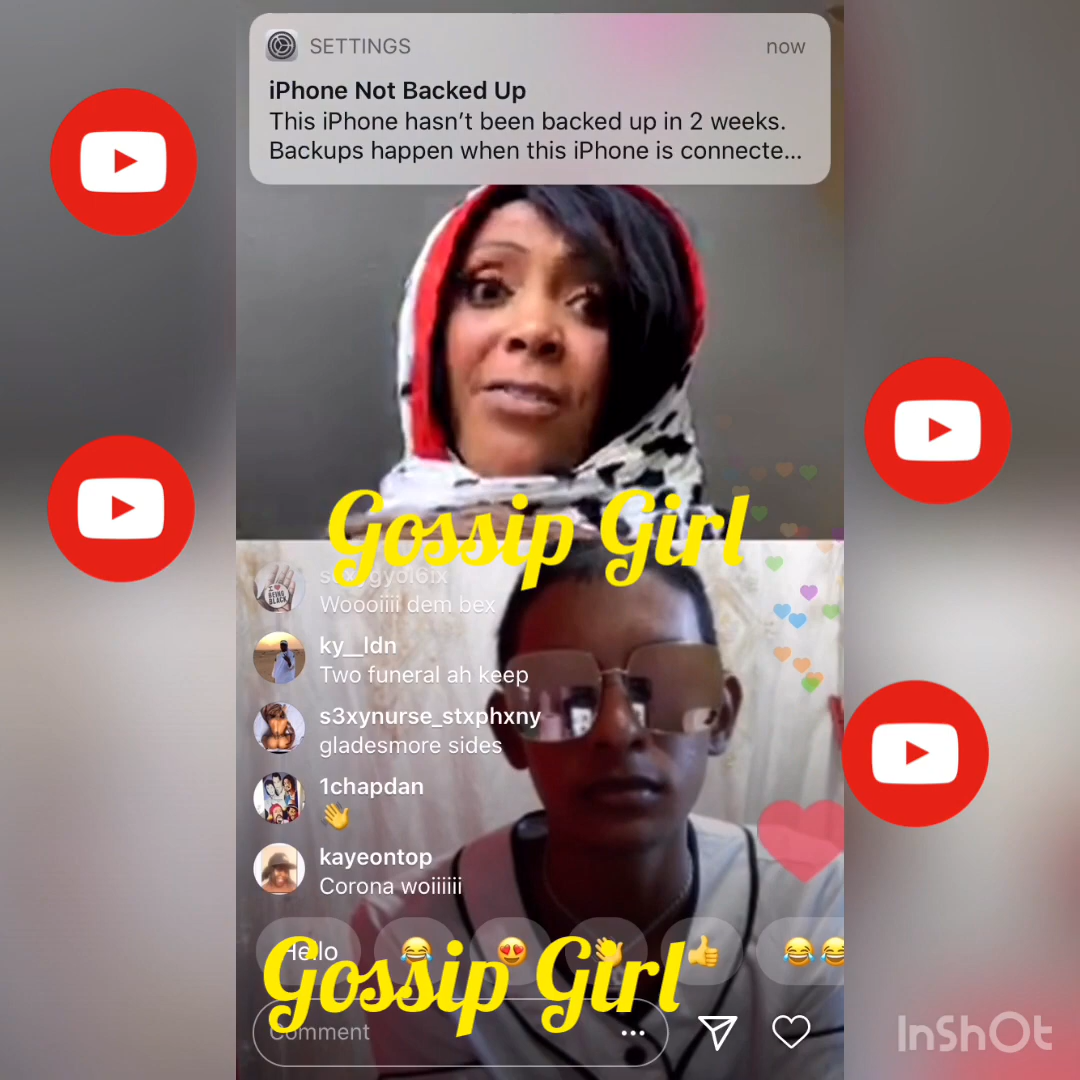 SETTINGS
now
iPhone Not Backed Up
This iPhone hasn't been backed up in 2 weeks.
Backups happen when this iPhone is connecte...
Gossip Girl
Woooiiii dem bex
ky__ldn
Two funeral ah keep
s3xynurse_stxphxny
gladesmore sides
1chapdan
👋
kayeontop
Corona woiiiiii
Hello 😂 😍 👋 👍 😂😂
Gossip Girl
Comment
InShOt